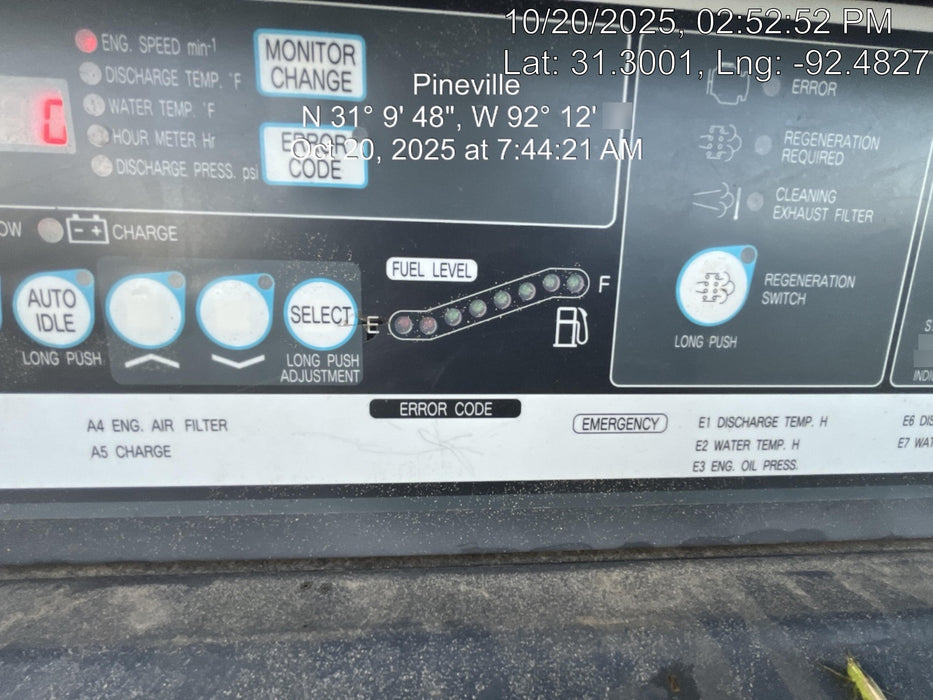 10/20/2025, 02:52:52 PM
Lat: 31.3001, Lng: -92.4827
Pineville
N 31° 9' 48", W 92° 12'
Oct 20, 2025 at 7:44:21 AM
ENG. SPEED min-1
DISCHARGE TEMP. °F
WATER TEMP. °F
HOUR METER Hr
DISCHARGE PRESS. psi
MONITOR
CHANGE
ERROR
CODE
CHARGE
AUTO
IDLE
LONG PUSH
SELECT
LONG PUSH
ADJUSTMENT
FUEL LEVEL
E
F
ERROR
REGENERATION
REQUIRED
CLEANING
EXHAUST FILTER
REGENERATION
SWITCH
LONG PUSH
ERROR CODE
A4 ENG. AIR FILTER
A5 CHARGE
EMERGENCY
E1 DISCHARGE TEMP. H
E2 WATER TEMP. H
E3 ENG. OIL PRESS.
E6 DIS
E7 WAT